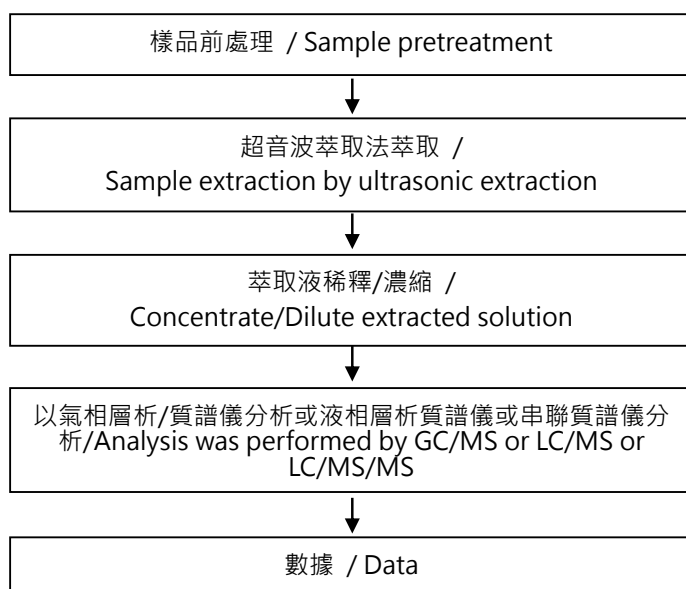 樣品前處理 / Sample pretreatment
超音波萃取法萃取 /
Sample extraction by ultrasonic extraction
萃取液稀釋/濃縮 /
Concentrate/Dilute extracted solution
以氣相層析/質譜儀分析或液相層析質譜儀或串聯質譜儀分
析/Analysis was performed by GC/MS or LC/MS or
LC/MS/MS
數據 / Data